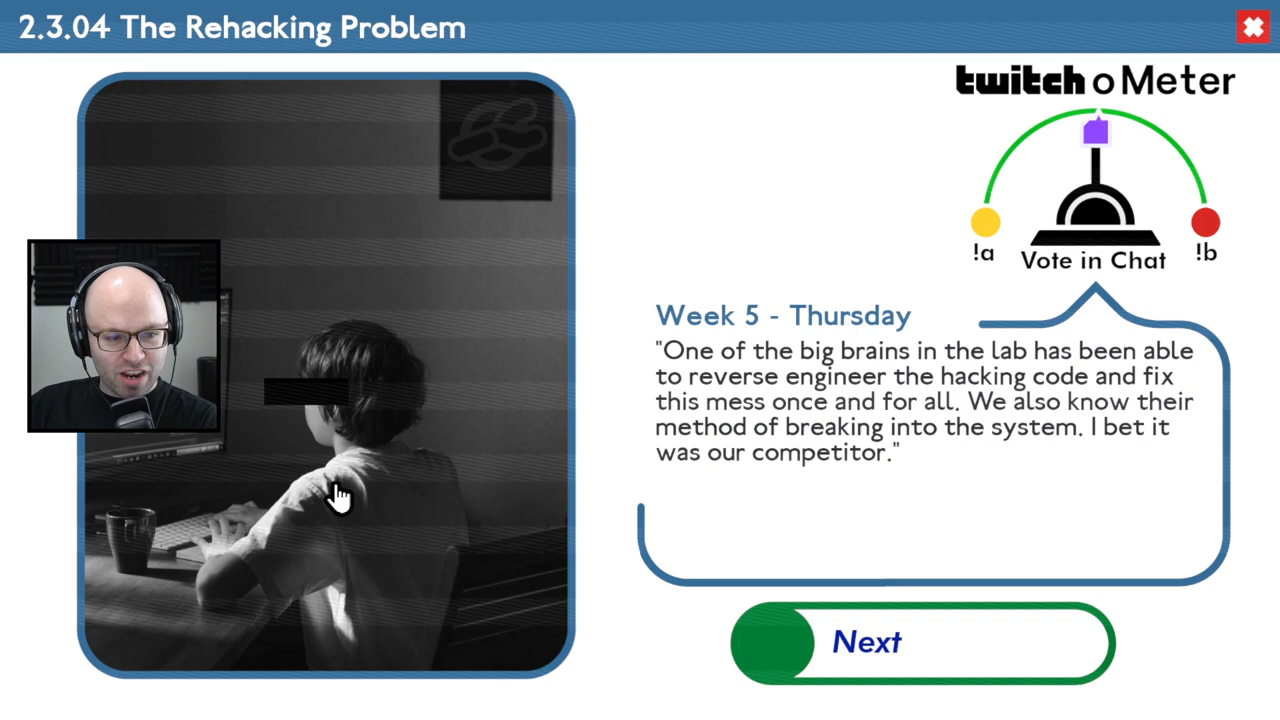 2.3.04 The Rehacking Problem
twitch o Meter
!a
Vote in Chat
!b
Week 5 - Thursday
"One of the big brains in the lab has been able
to reverse engineer the hacking code and fix
this mess once and for all. We also know their
method of breaking into the system. I bet it
was our competitor."
Next